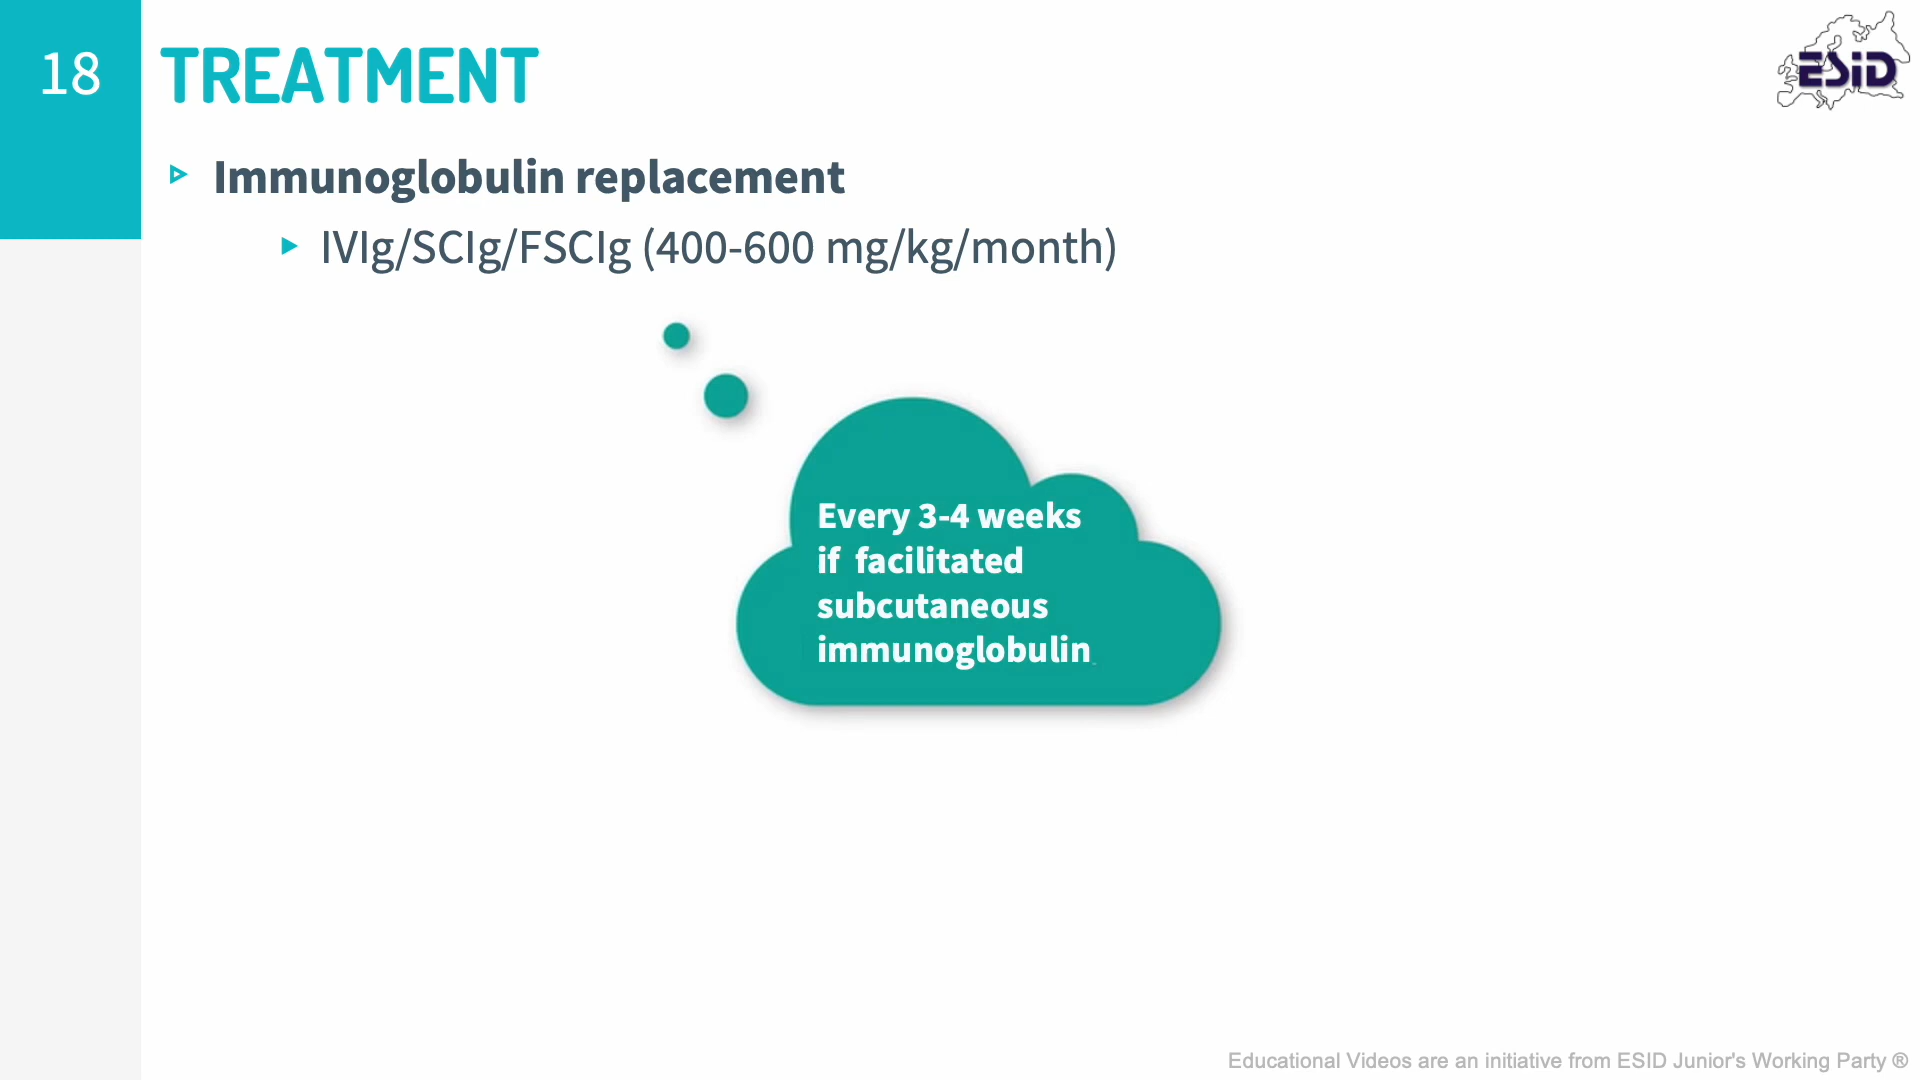 18
TREATMENT
ESiD
Immunoglobulin replacement
IVIg/SCIg/FSCIg (400-600 mg/kg/month)
Every 3-4 weeks
if facilitated
subcutaneous
immunoglobulin
Educational Videos are an initiative from ESID Junior's Working Party ®